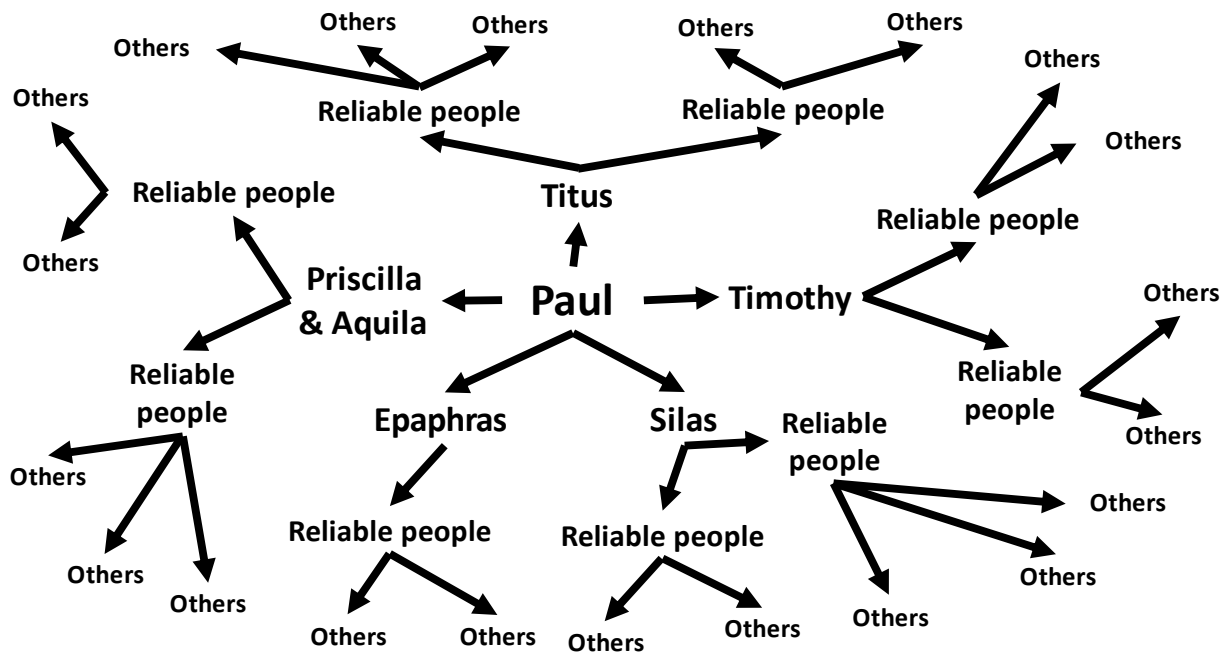 Others
Others
Others
Others
Others
Others
Others
Reliable people
Reliable people
Others
Reliable people
Titus
Reliable people
Others
Priscilla
& Aquila
Paul
Timothy
Others
Reliable
people
Reliable
people
Epaphras
Silas
Reliable
people
Others
Others
Others
Reliable people
Reliable people
Others
Others
Others
Others
Others
Others
Others
Others